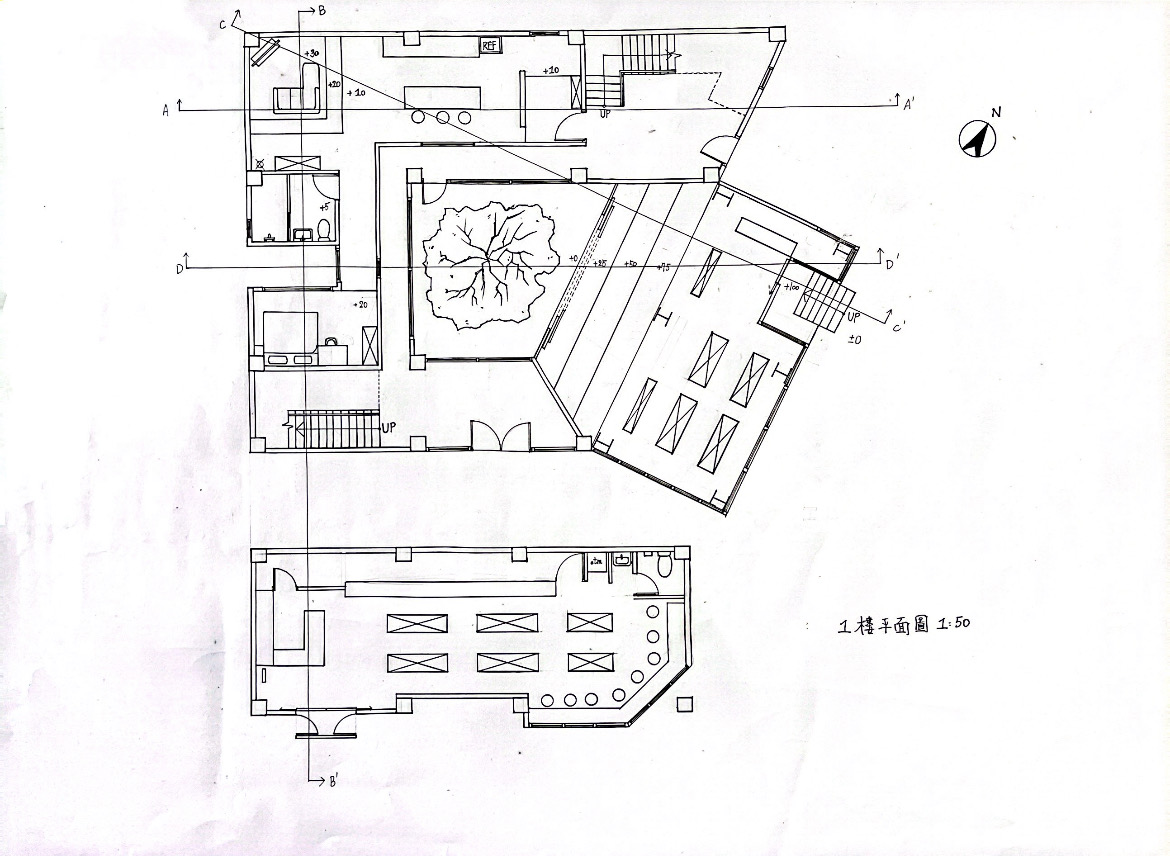 C
B
N
+30
REF
+20
+10
+10
A
A'
UP
+5
D
D'
+0
+25
+50
+75
+100
+20
UP
±0
C'
UP
1樓平面圖 1:50
B'